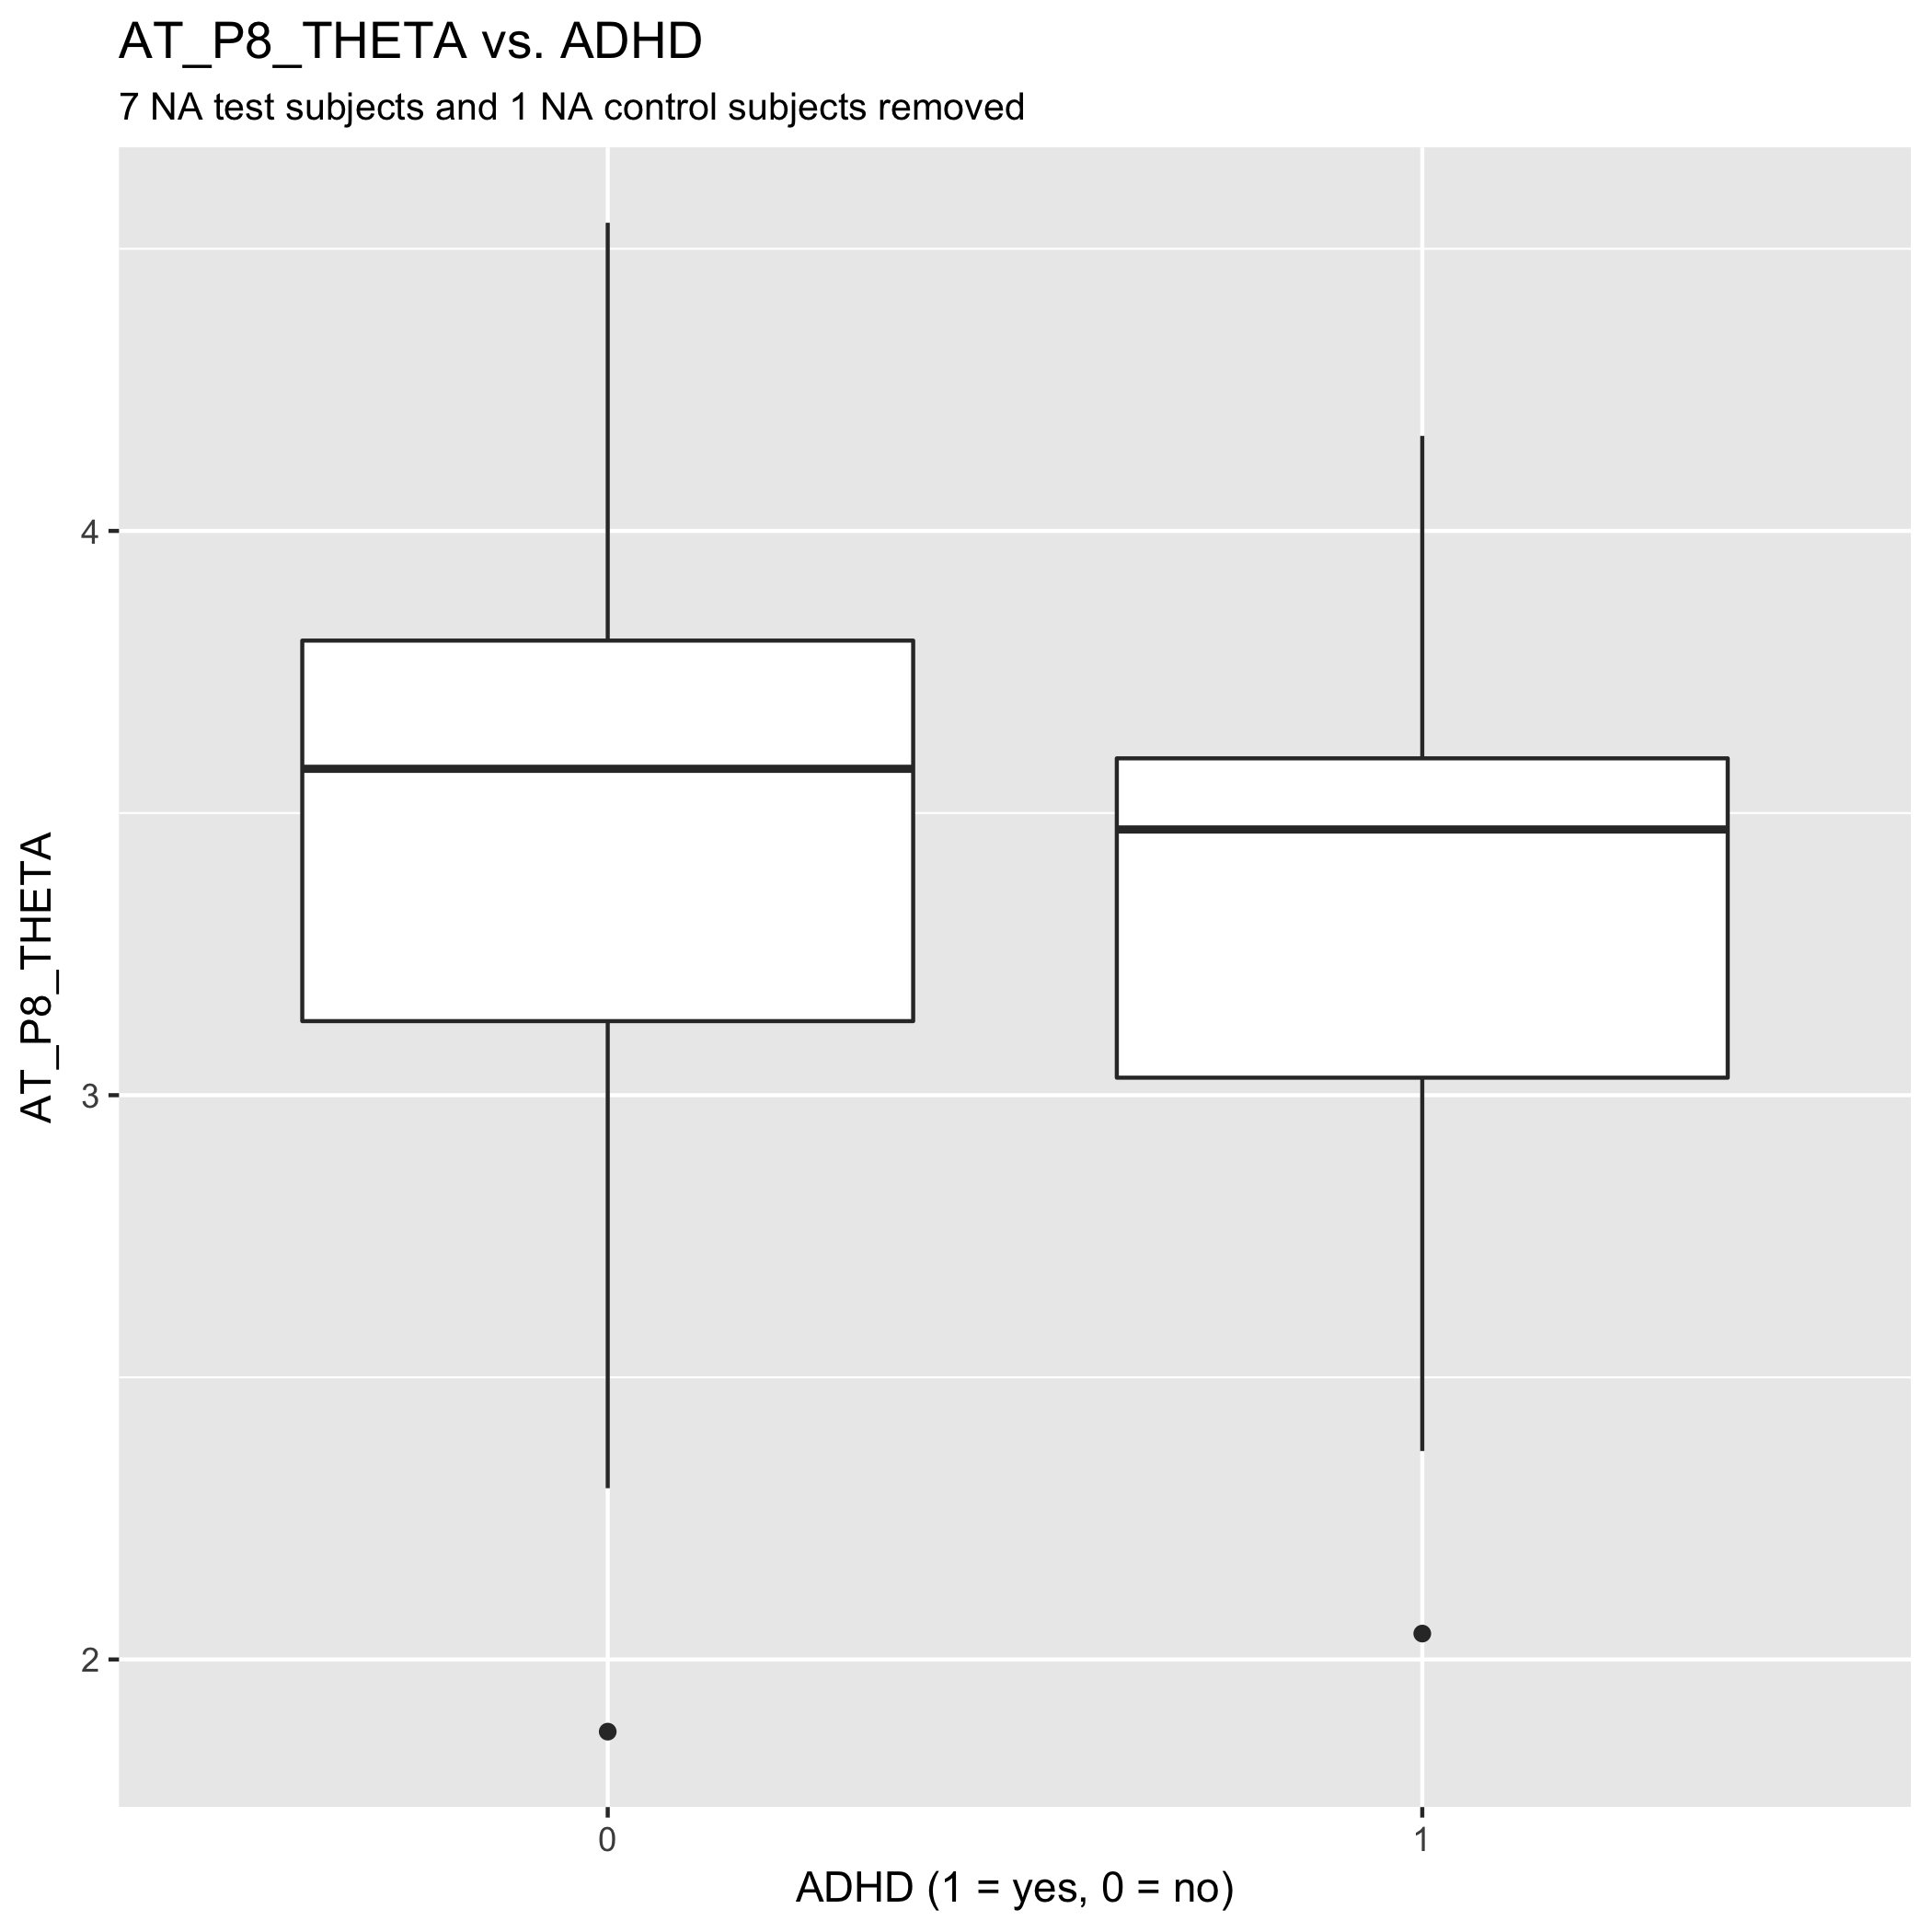 AT_P8_THETA vs. ADHD
7 NA test subjects and 1 NA control subjects removed
AT_P8_THETA
4
3
2
0
1
ADHD (1 = yes, 0 = no)